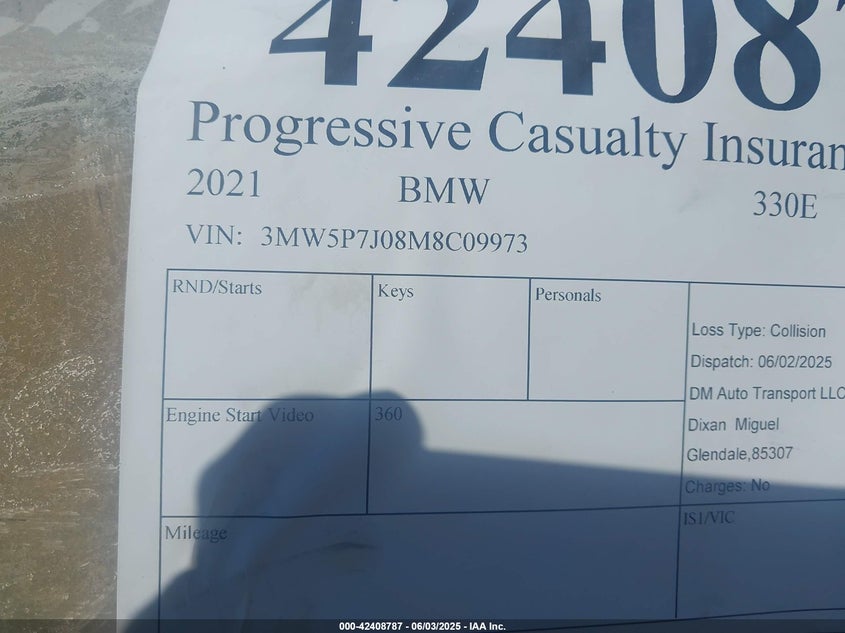 42408
Progressive Casualty Insuran
2021 BMW 330E
VIN: 3MW5P7J08M8C09973
RND/Starts Keys Personals
Loss Type: Collision
Dispatch: 06/02/2025
DM Auto Transport LLC
Dixan Miguel
Glendale,85307
Charges: No
Engine Start Video 360
Mileage IS1/VIC
000-42408787 - 06/03/2025 - IAA Inc.